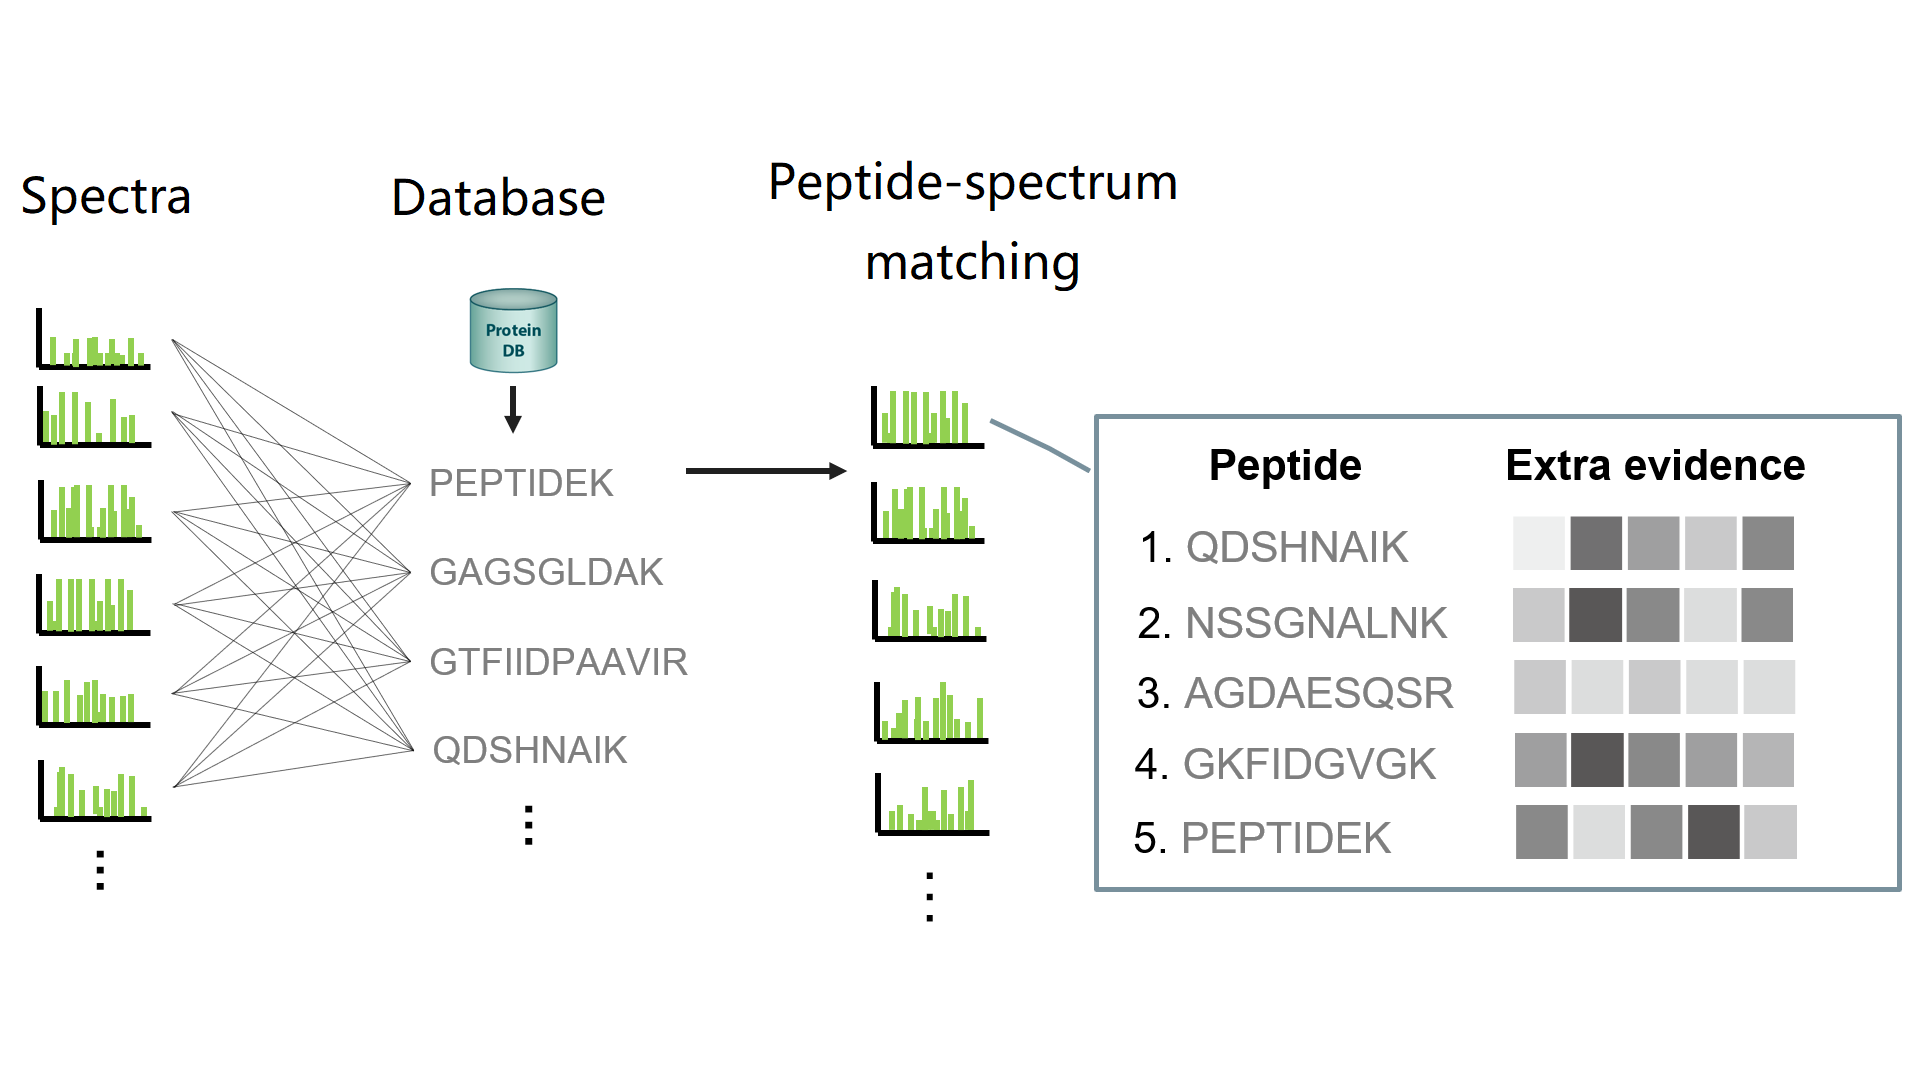 Spectra
Database
Peptide-spectrum
matching
Protein
DB
PEPTIDEK
GAGSGLDAK
GTFIIDPAAVIR
QDSHNAIK
Peptide Extra evidence
1. QDSHNAIK
2. NSSGNALNK
3. AGDAESQSR
4. GKFIDGVGK
5. PEPTIDEK